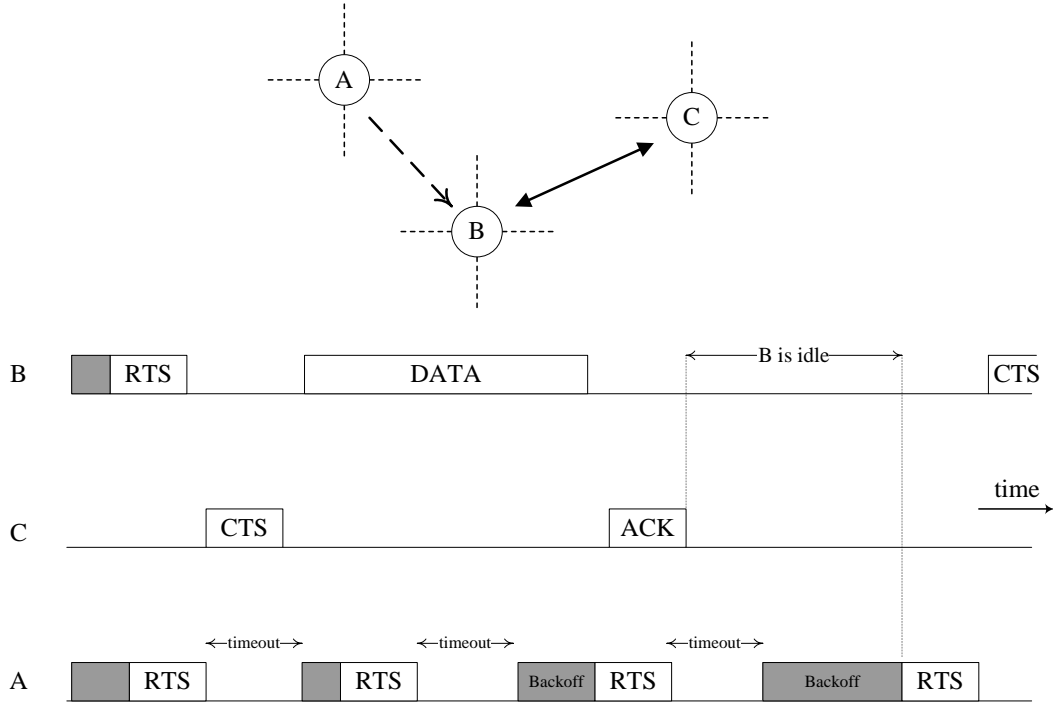 A
C
B
B RTS DATA B is idle CTS
time
C CTS ACK
timeout timeout timeout
A RTS RTS Backoff RTS Backoff RTS